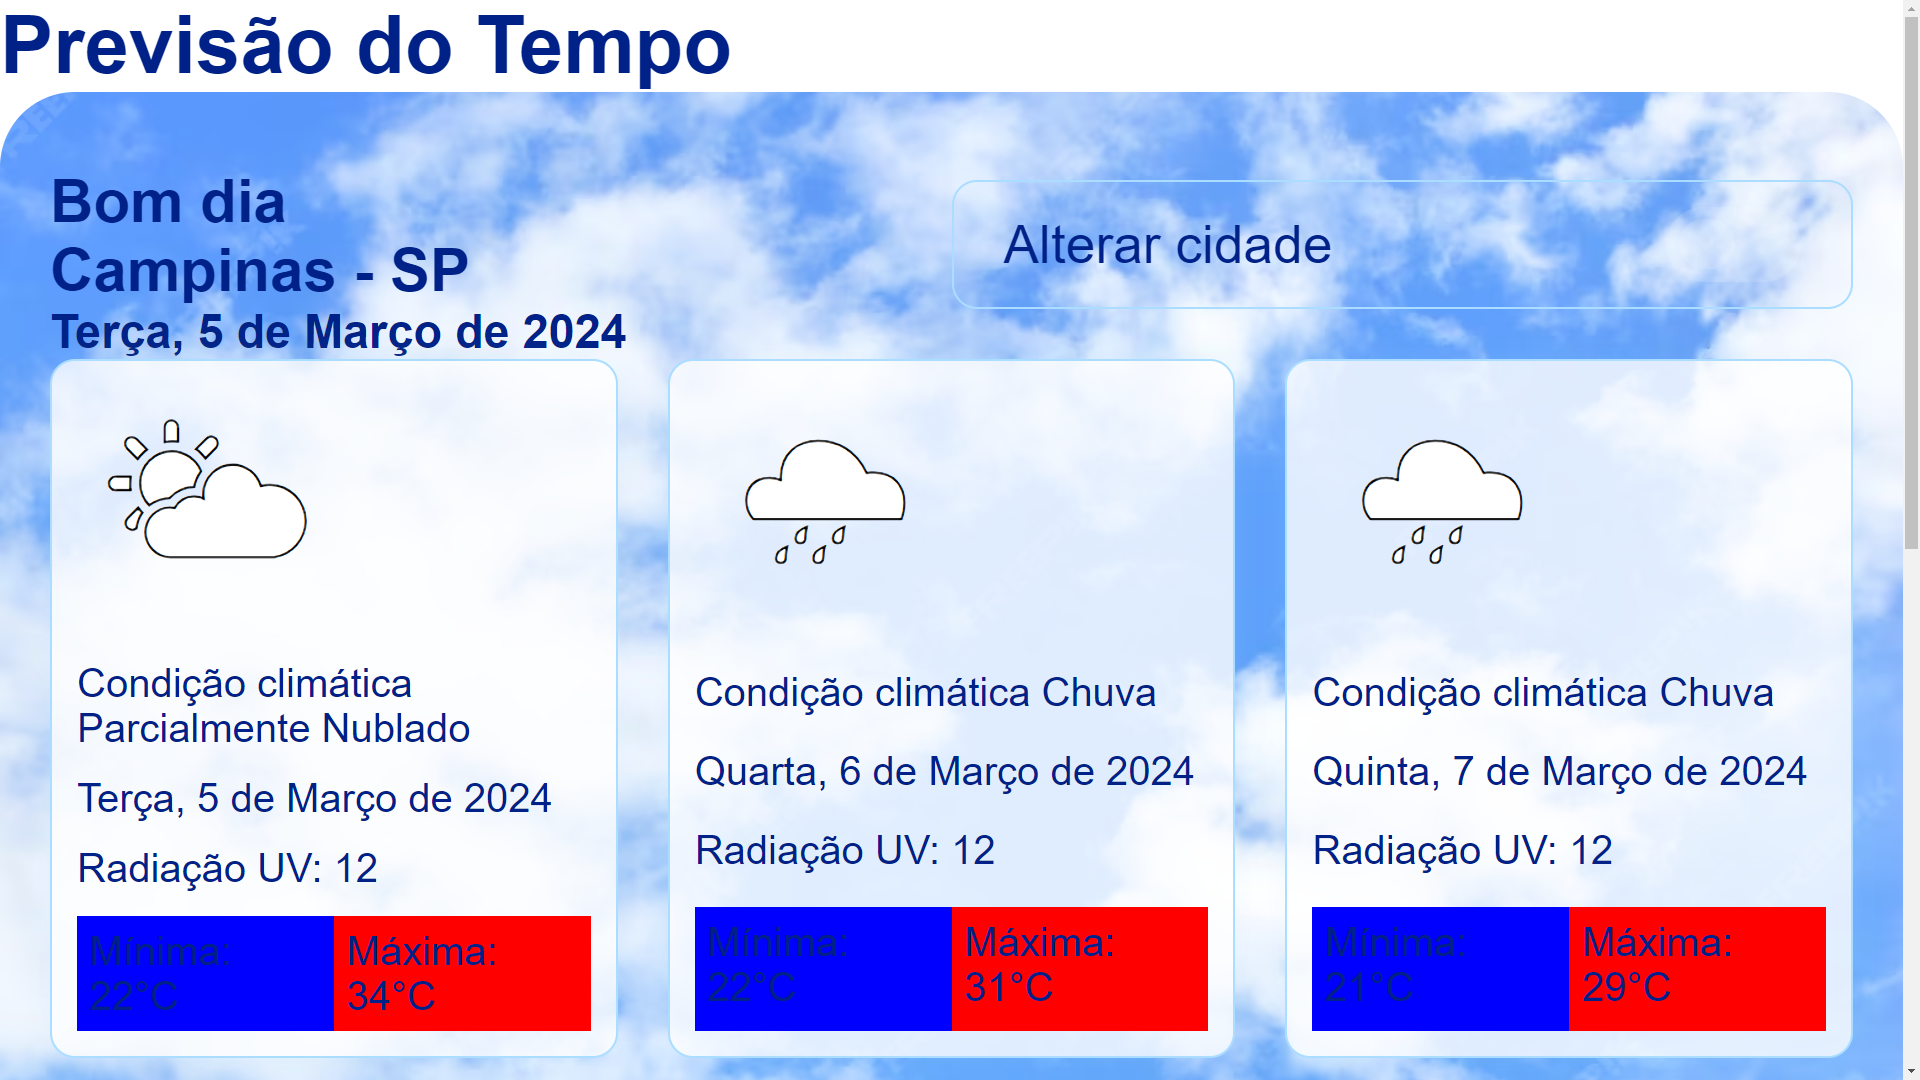 Previsão do Tempo
Bom dia
Campinas - SP
Terça, 5 de Março de 2024
Alterar cidade
Condição climática
Parcialmente Nublado
Terça, 5 de Março de 2024
Radiação UV: 12
Mínima:
22°C
Máxima:
34°C
Condição climática Chuva
Quarta, 6 de Março de 2024
Radiação UV: 12
Mínima:
22°C
Máxima:
31°C
Condição climática Chuva
Quinta, 7 de Março de 2024
Radiação UV: 12
Mínima:
21°C
Máxima:
29°C